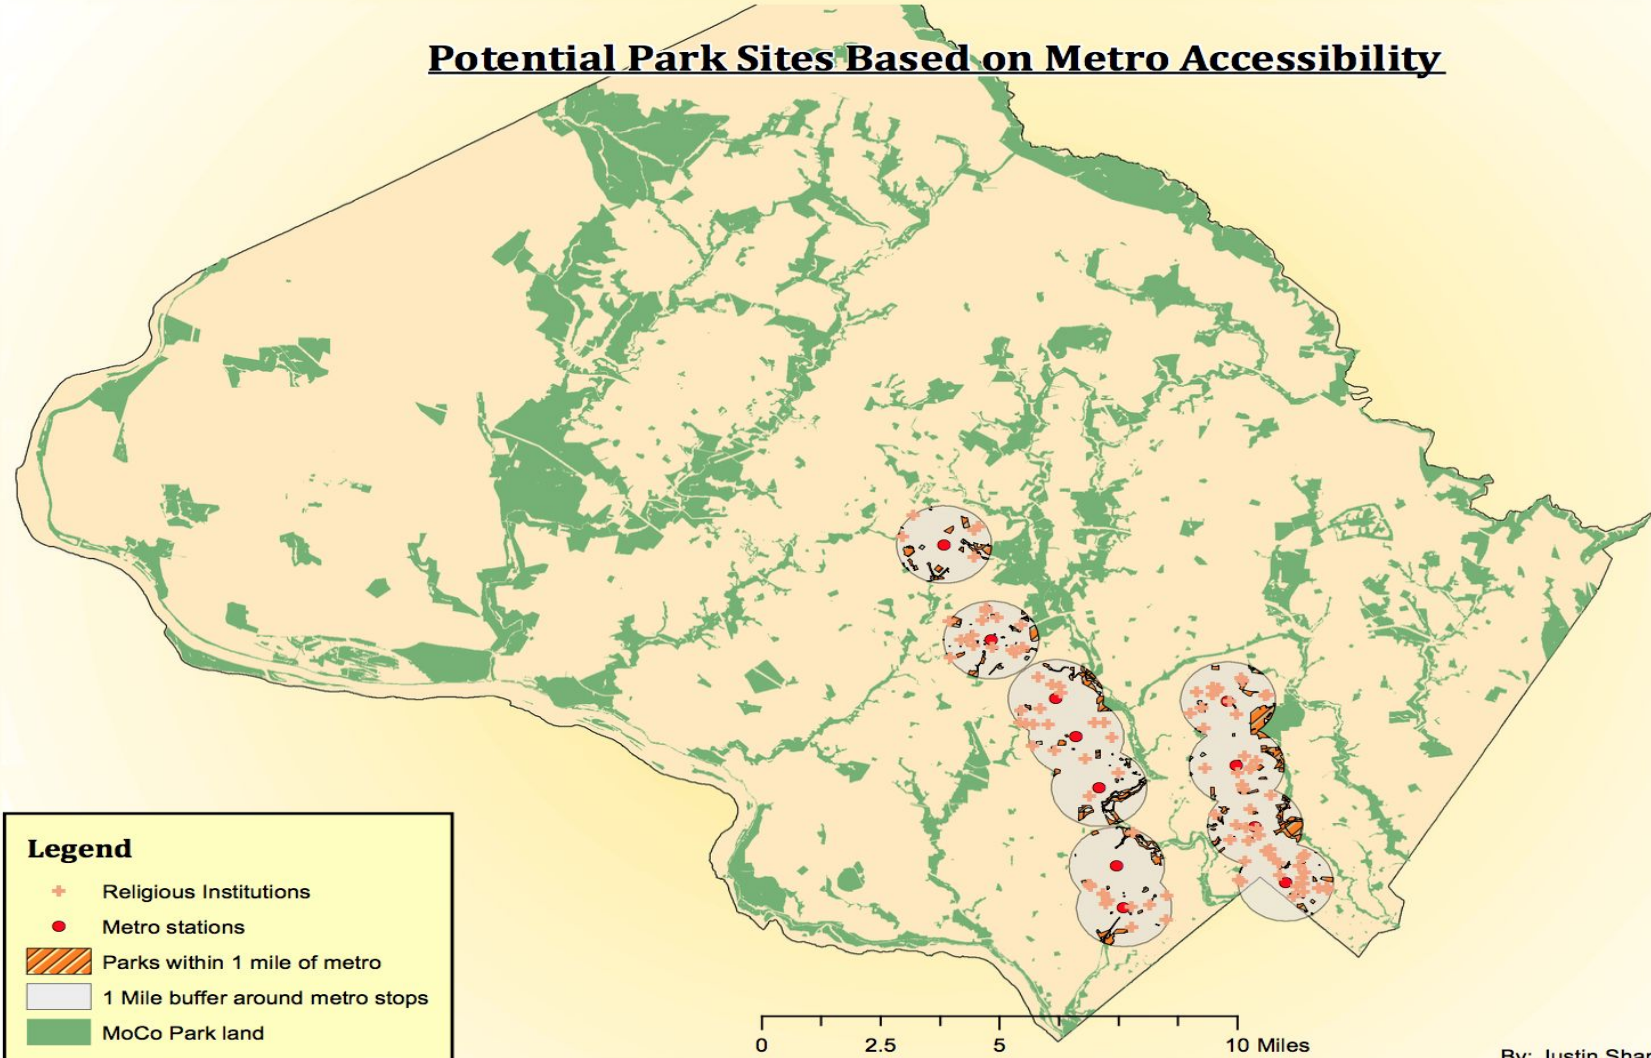 Potential Park Sites Based on Metro Accessibility
Legend
Religious Institutions
Metro stations
Parks within 1 mile of metro
1 Mile buffer around metro stops
MoCo Park land
0 2.5 5 10 Miles
By: Justin